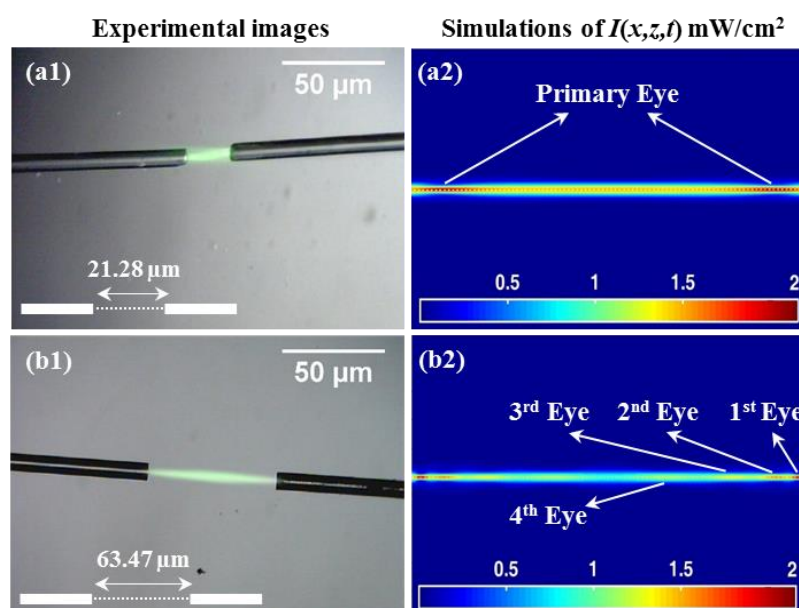 Experimental images
Simulations of I(x,z,t) mW/cm²
(a1)
50 μm
21.28 μm
(a2)
Primary Eye
0.5 1 1.5 2
(b1)
50 μm
63.47 μm
(b2)
3rd Eye 2nd Eye 1st Eye
4th Eye
0.5 1 1.5 2